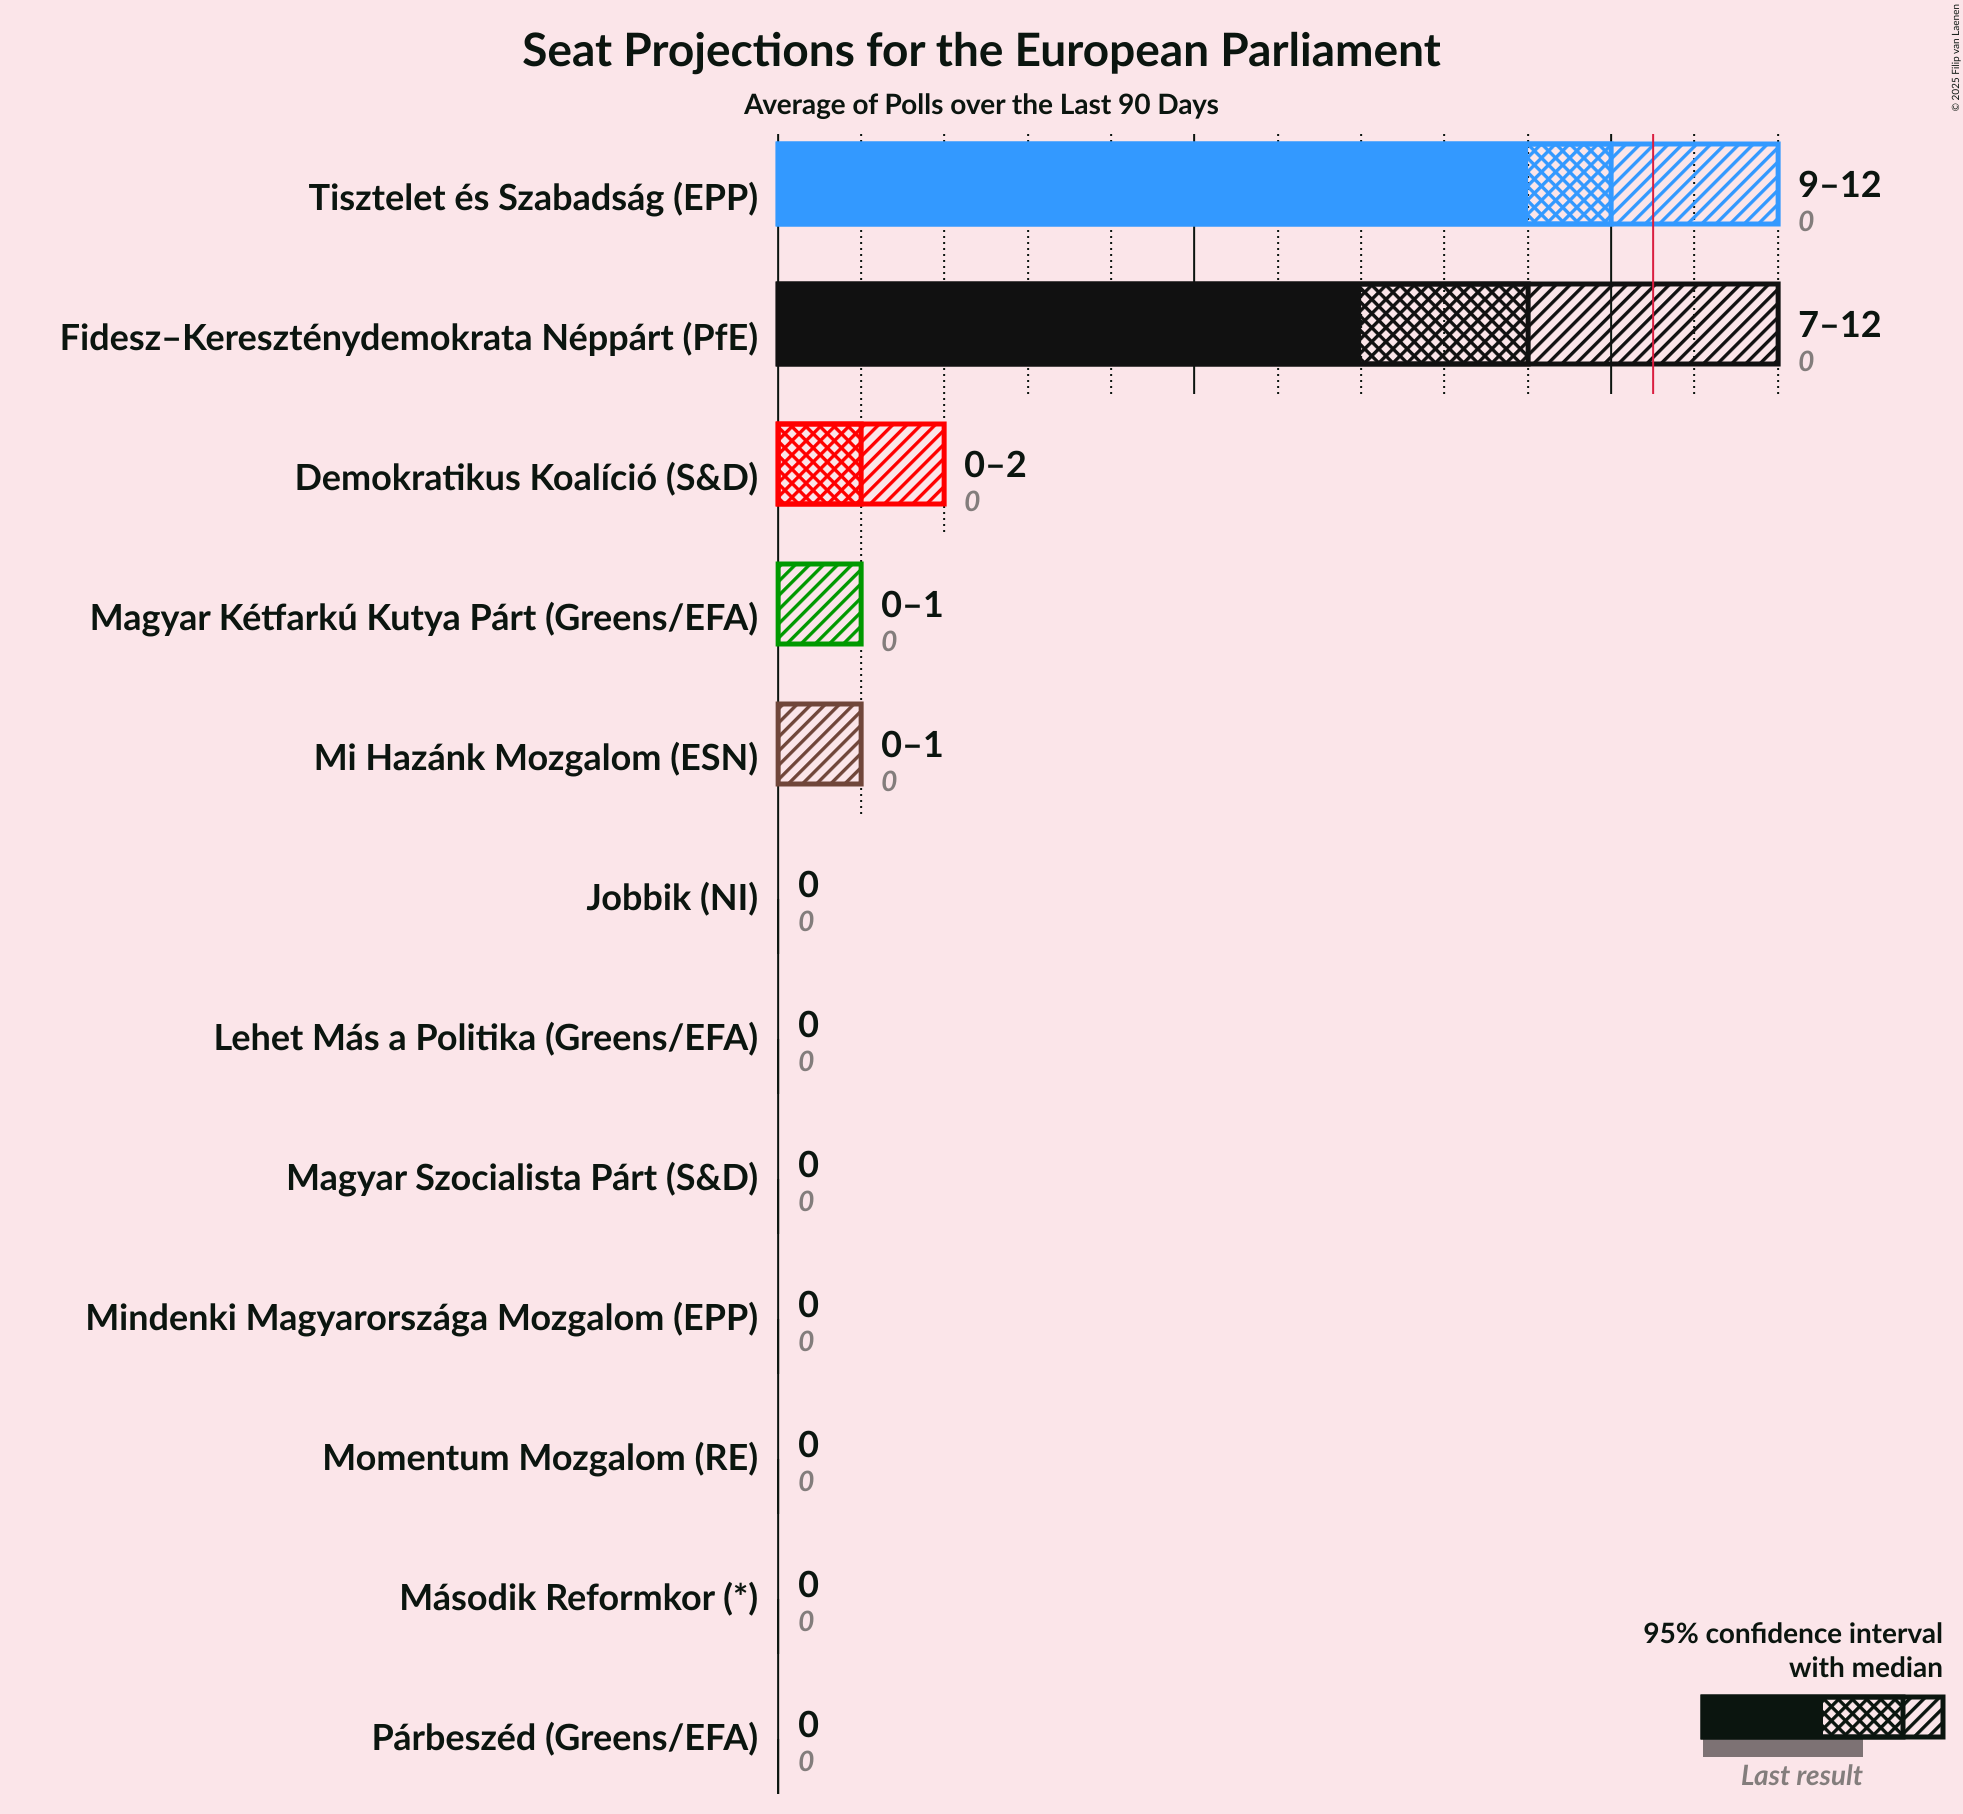 Seat Projections for the European Parliament
Average of Polls over the Last 90 Days
© 2025 Filip van Laenen
Tisztelet és Szabadság (EPP)
9–12
0
Fidesz–Kereszténydemokrata Néppárt (PfE)
7–12
0
Demokratikus Koalíció (S&D)
0–2
0
Magyar Kétfarkú Kutya Párt (Greens/EFA)
0–1
0
Mi Hazánk Mozgalom (ESN)
0–1
0
Jobbik (NI)
0
0
Lehet Más a Politika (Greens/EFA)
0
0
Magyar Szocialista Párt (S&D)
0
0
Mindenki Magyarországa Mozgalom (EPP)
0
0
Momentum Mozgalom (RE)
0
0
Második Reformkor (*)
0
0
Párbeszéd (Greens/EFA)
0
0
95% confidence interval
with median
Last result